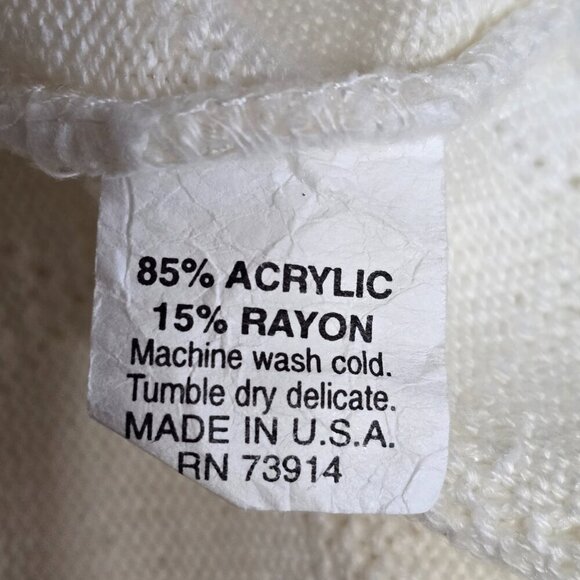 85% ACRYLIC
15% RAYON
Machine wash cold.
Tumble dry delicate.
MADE IN U.S.A.
RN 73914